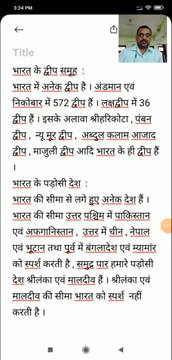 3:24 PM
Title
भारत के द्वीप समूह :
भारत में अनेक द्वीप है। अंडमान एवं
निकोबार में 572 द्वीप हैं । लक्षद्वीप में 36
द्वीप हैं । इसके अलावा श्रीहरिकोटा , पंबन
द्वीप , न्यू मूर द्वीप , अब्दुल कलाम आजाद
द्वीप , माजुली द्वीप आदि भारत के ही द्वीप हैं
।
भारत के पड़ोसी देश :
भारत की सीमा से लगे हुए अनेक देश हैं ।
भारत की सीमा उत्तर पश्चिम में पाकिस्तान
एवं अफगानिस्तान , उत्तर में चीन , नेपाल
एवं भूटान तथा पूर्व में बंगलादेश एवं म्यामांर
को स्पर्श करती है , समुद्र पार हमारे पड़ोसी
देश श्रीलंका एवं मालदीव हैं । श्रीलंका एवं
मालदीव की सीमा भारत को स्पर्श नहीं
करती है ।